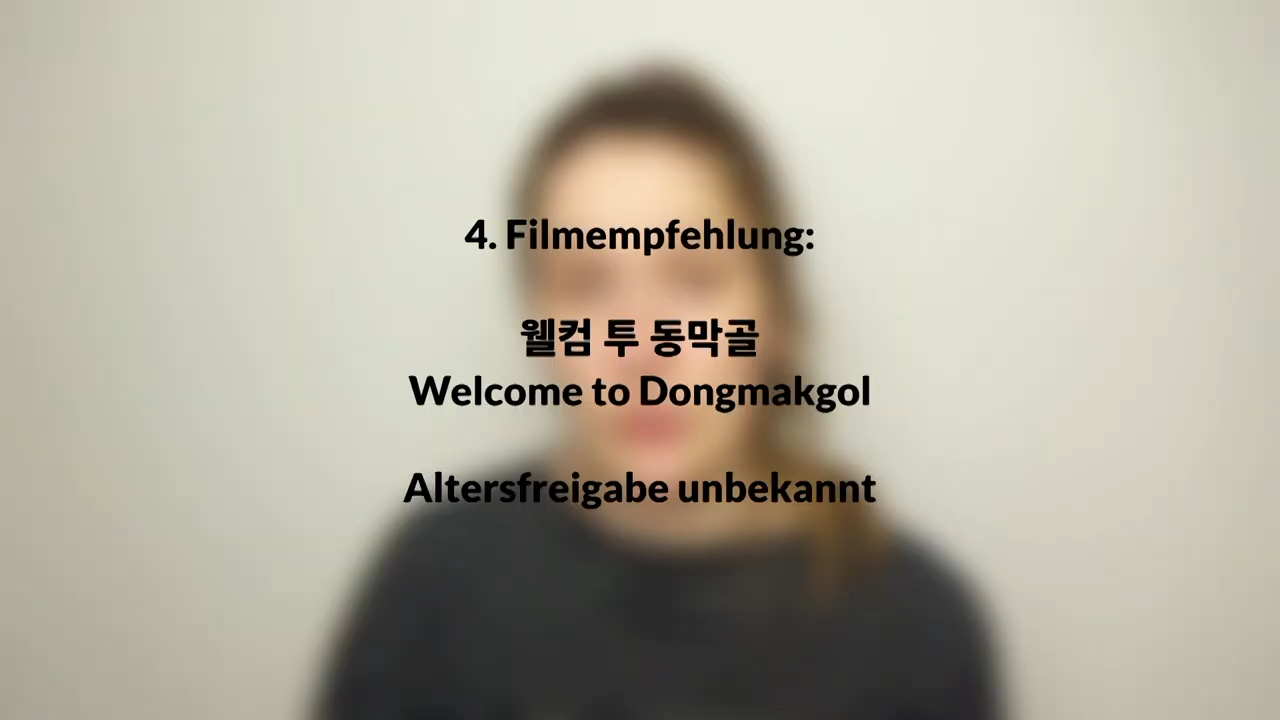 4. Filmempfehlung:
웰컴 투 동막골
Welcome to Dongmakgol
Altersfreigabe unbekannt